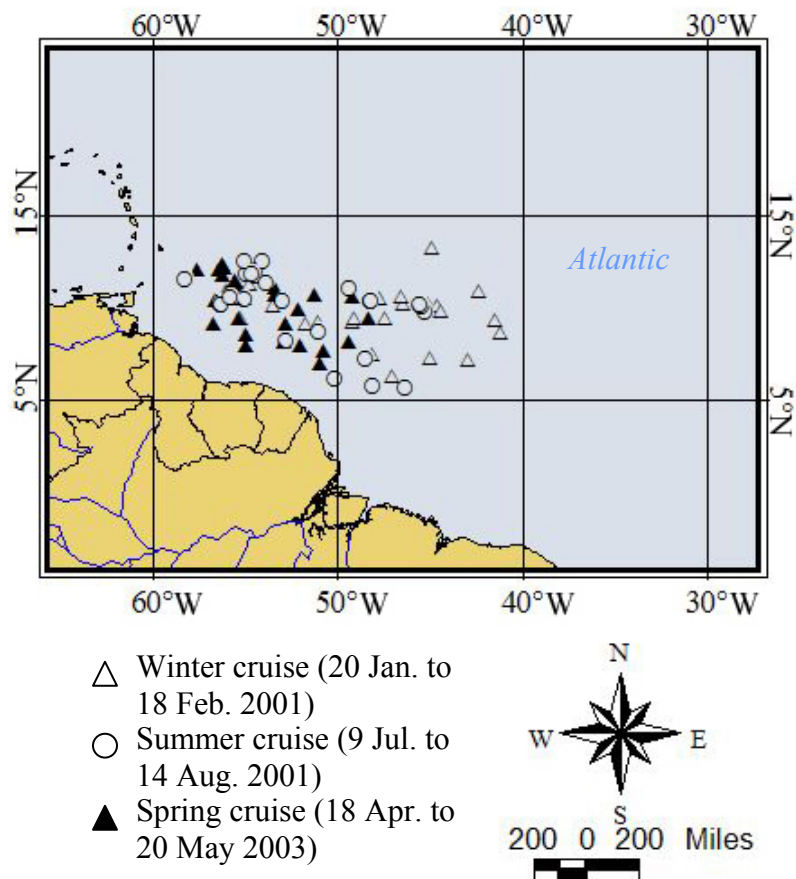 60°W 50°W 40°W 30°W
15°N 15°N
Atlantic
5°N 5°N
60°W 50°W 40°W 30°W
Winter cruise (20 Jan. to
18 Feb. 2001)
Summer cruise (9 Jul. to
14 Aug. 2001)
Spring cruise (18 Apr. to
20 May 2003)
N
W E
S
200 0 200 Miles